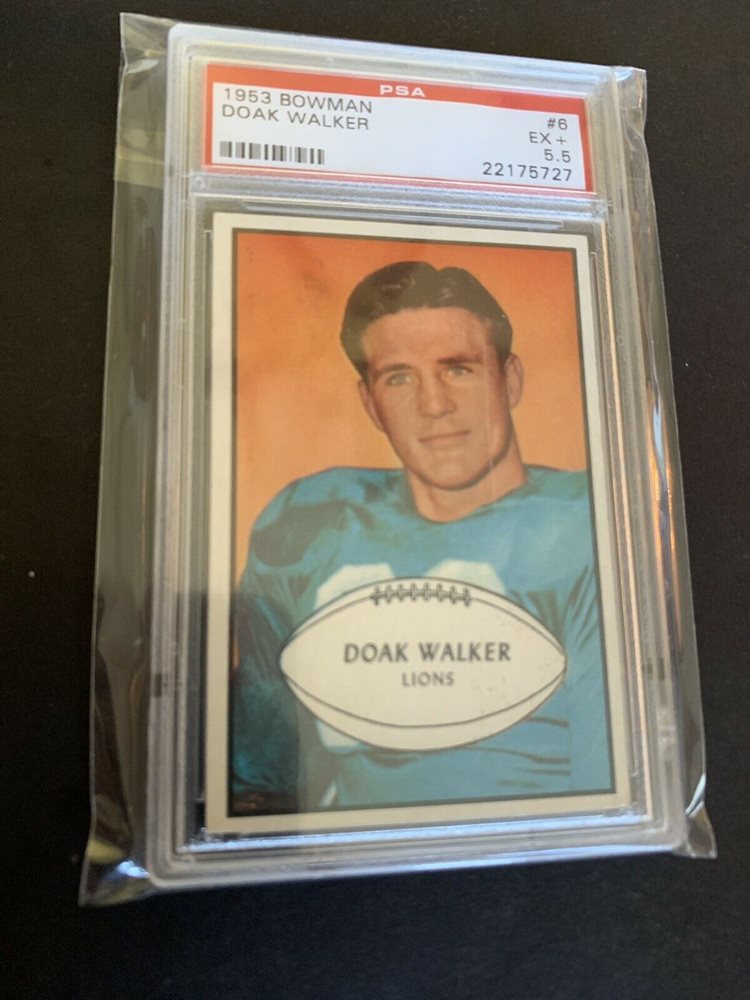 PSA
1953 BOWMAN #6
DOAK WALKER EX+
5.5
22175727
DOAK WALKER
LIONS